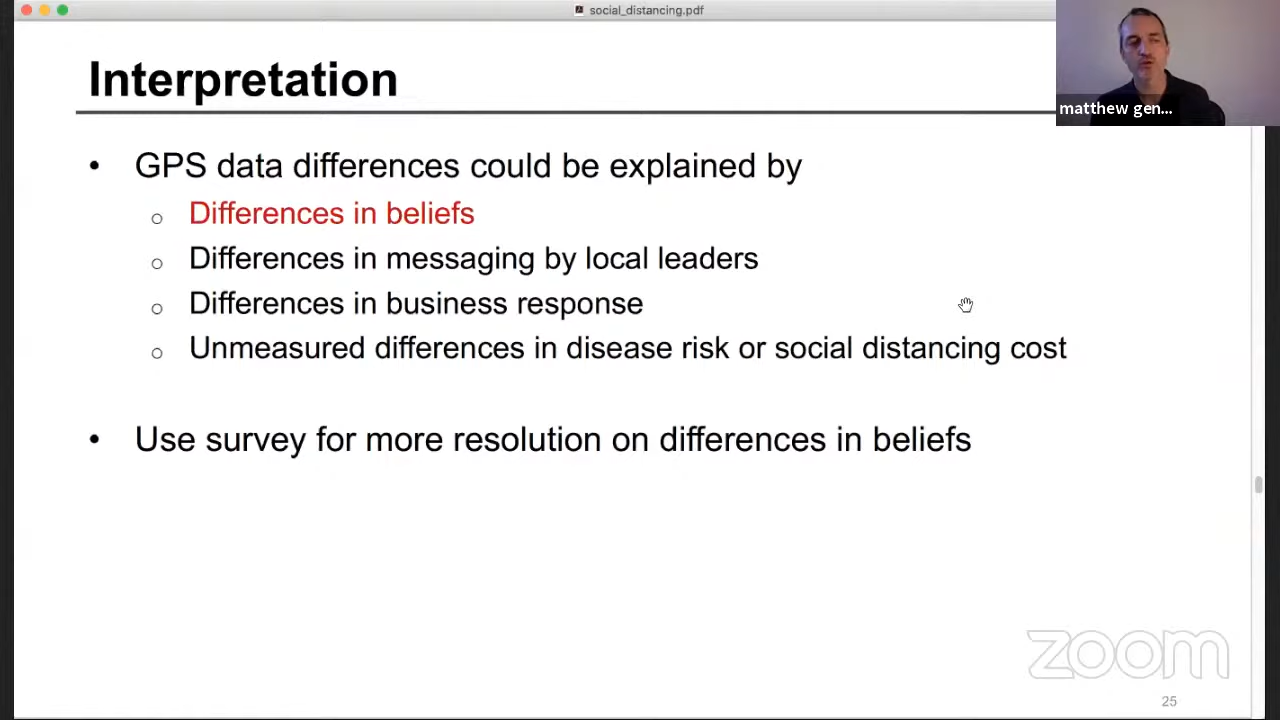 social_distancing.pdf
Interpretation
matthew gen...
• GPS data differences could be explained by
o Differences in beliefs
o Differences in messaging by local leaders
o Differences in business response
o Unmeasured differences in disease risk or social distancing cost
• Use survey for more resolution on differences in beliefs
zoom
25